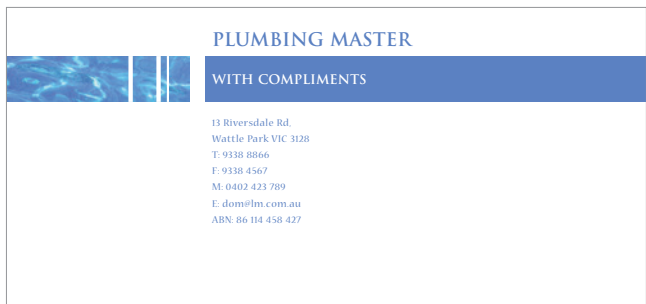 PLUMBING MASTER
WITH COMPLIMENTS
13 Riversdale Rd,
Wattle Park VIC 3128
T: 9338 8866
F: 9338 4567
M: 0402 423 789
E: dom@lm.com.au
ABN: 86 114 458 427